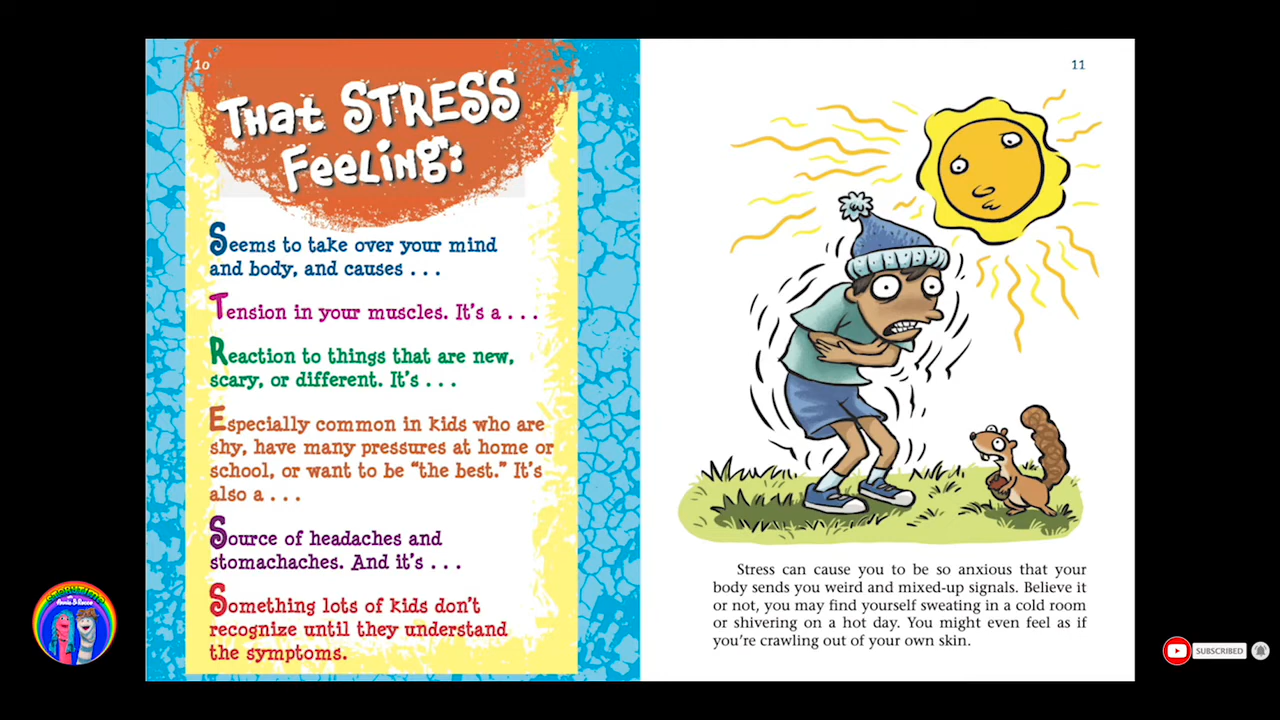 10
That STRESS
Feeling:
Seems to take over your mind
and body, and causes . . .
Tension in your muscles. It's a . . .
Reaction to things that are new,
scary, or different. It's . . .
Especially common in kids who are
shy, have many pressures at home or
school, or want to be “the best.” It's
also a . . .
Source of headaches and
stomachaches. And it's . . .
Something lots of kids don't
recognize until they understand
the symptoms.
11
Stress can cause you to be so anxious that your
body sends you weird and mixed-up signals. Believe it
or not, you may find yourself sweating in a cold room
or shivering on a hot day. You might even feel as if
you're crawling out of your own skin.
STORYTIME
SUBSCRIBED